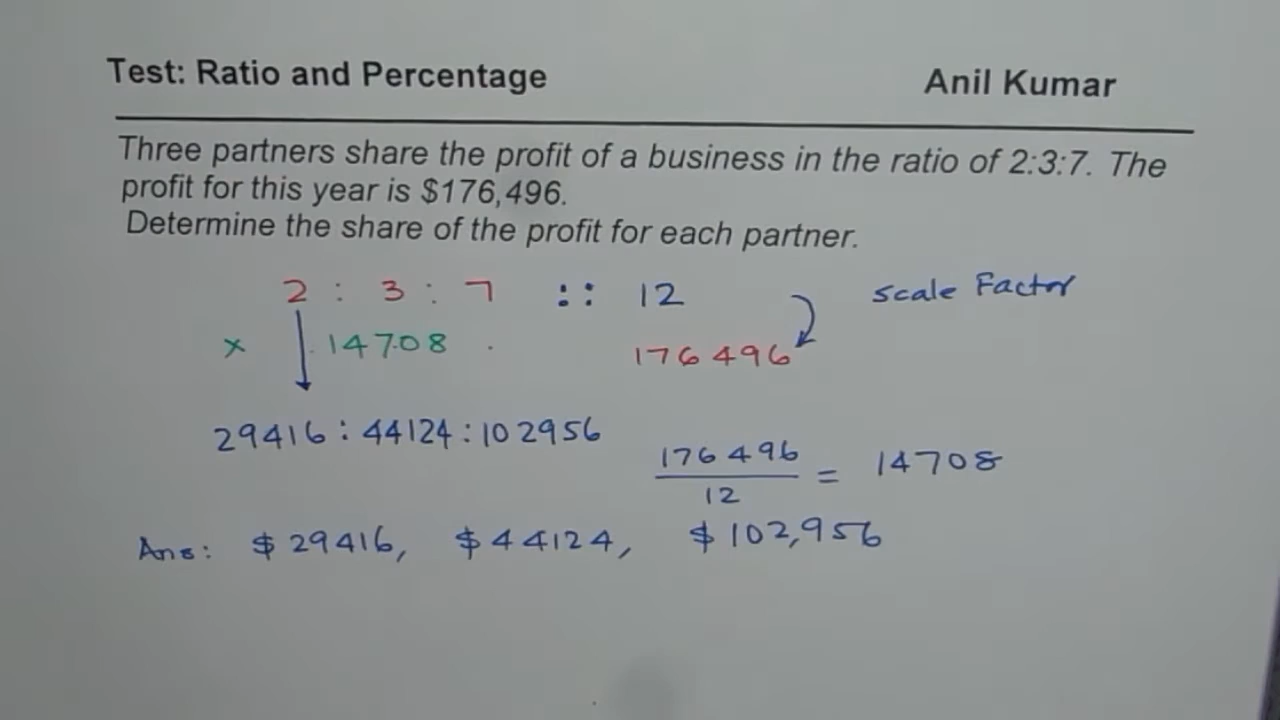 Test: Ratio and Percentage Anil Kumar
Three partners share the profit of a business in the ratio of 2:3:7. The
profit for this year is $176,496.
Determine the share of the profit for each partner.
2 : 3 : 7 :: 12 Scale Factor
× 14708 176496
29416 : 44124 : 102956
176496
12
= 14708
Ans: $29416, $44124, $102,956